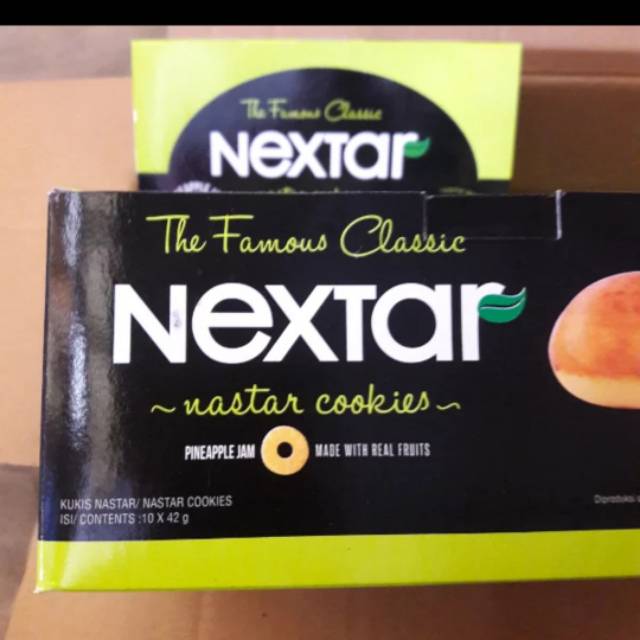 The Famous Classic
Nextar
The Famous Classic
Nextar
~ nastar cookies ~
PINEAPPLE JAM MADE WITH REAL FRUITS
KUKIS NASTAR/ NASTAR COOKIES
ISI/ CONTENTS :10 X 42 g